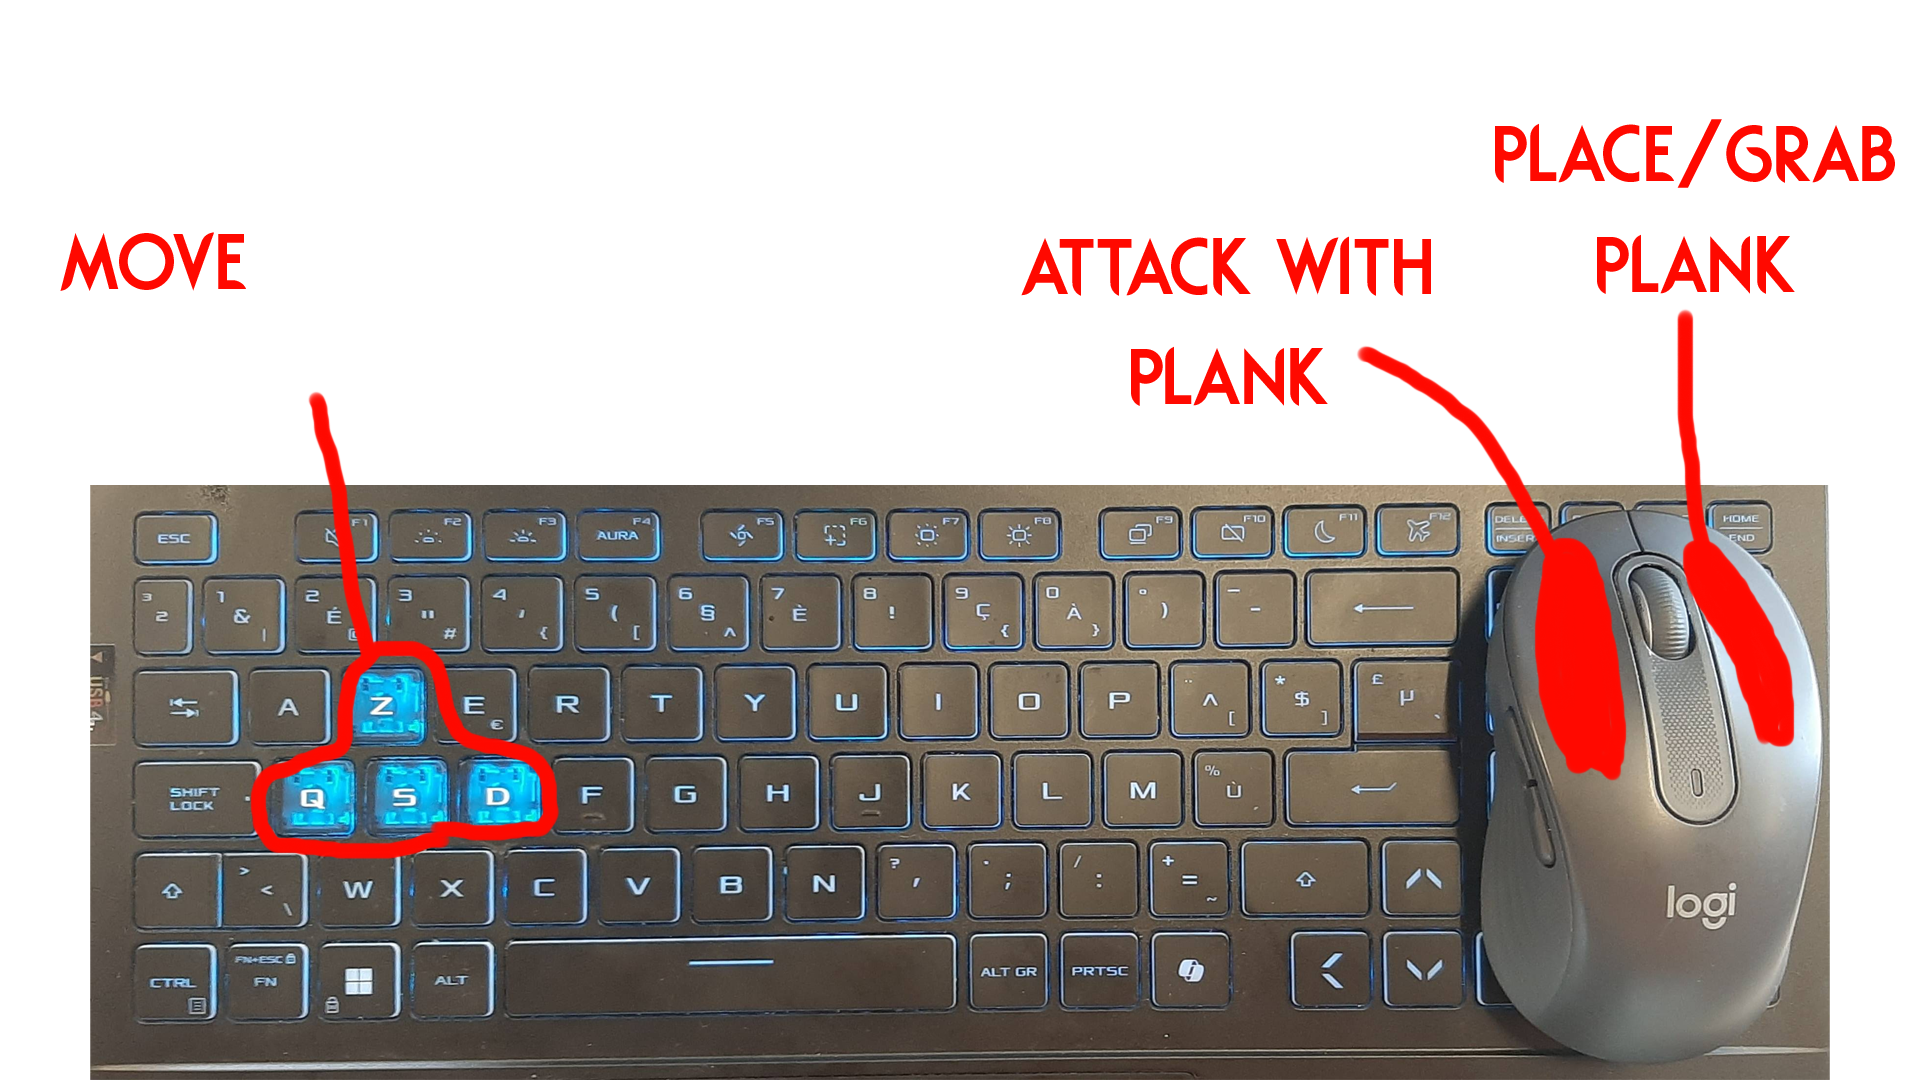 PLACE/GRAB
PLANK
ATTACK WITH
PLANK
MOVE
ESC F1 F2 F3 AURA F4 F5 F6 F7 F8 F9 F10 F11 F12 HOME
END
3 2 1 & | 2 É 3 " # 4 ' { 5 ( [ 6 § ^ 7 È 8 ! 9 Ç { 0 À } ° ) _ -
A Z E € R T Y U I O P ¨ ^ [ * $ ] £ µ `
SHIFT
LOCK Q S D F G H J K L M % ù
> < \ W X C V B N ? , . ; / : + = ~
CTRL FN+ESC FN ALT ALT GR PRTSC
logi
USB 4